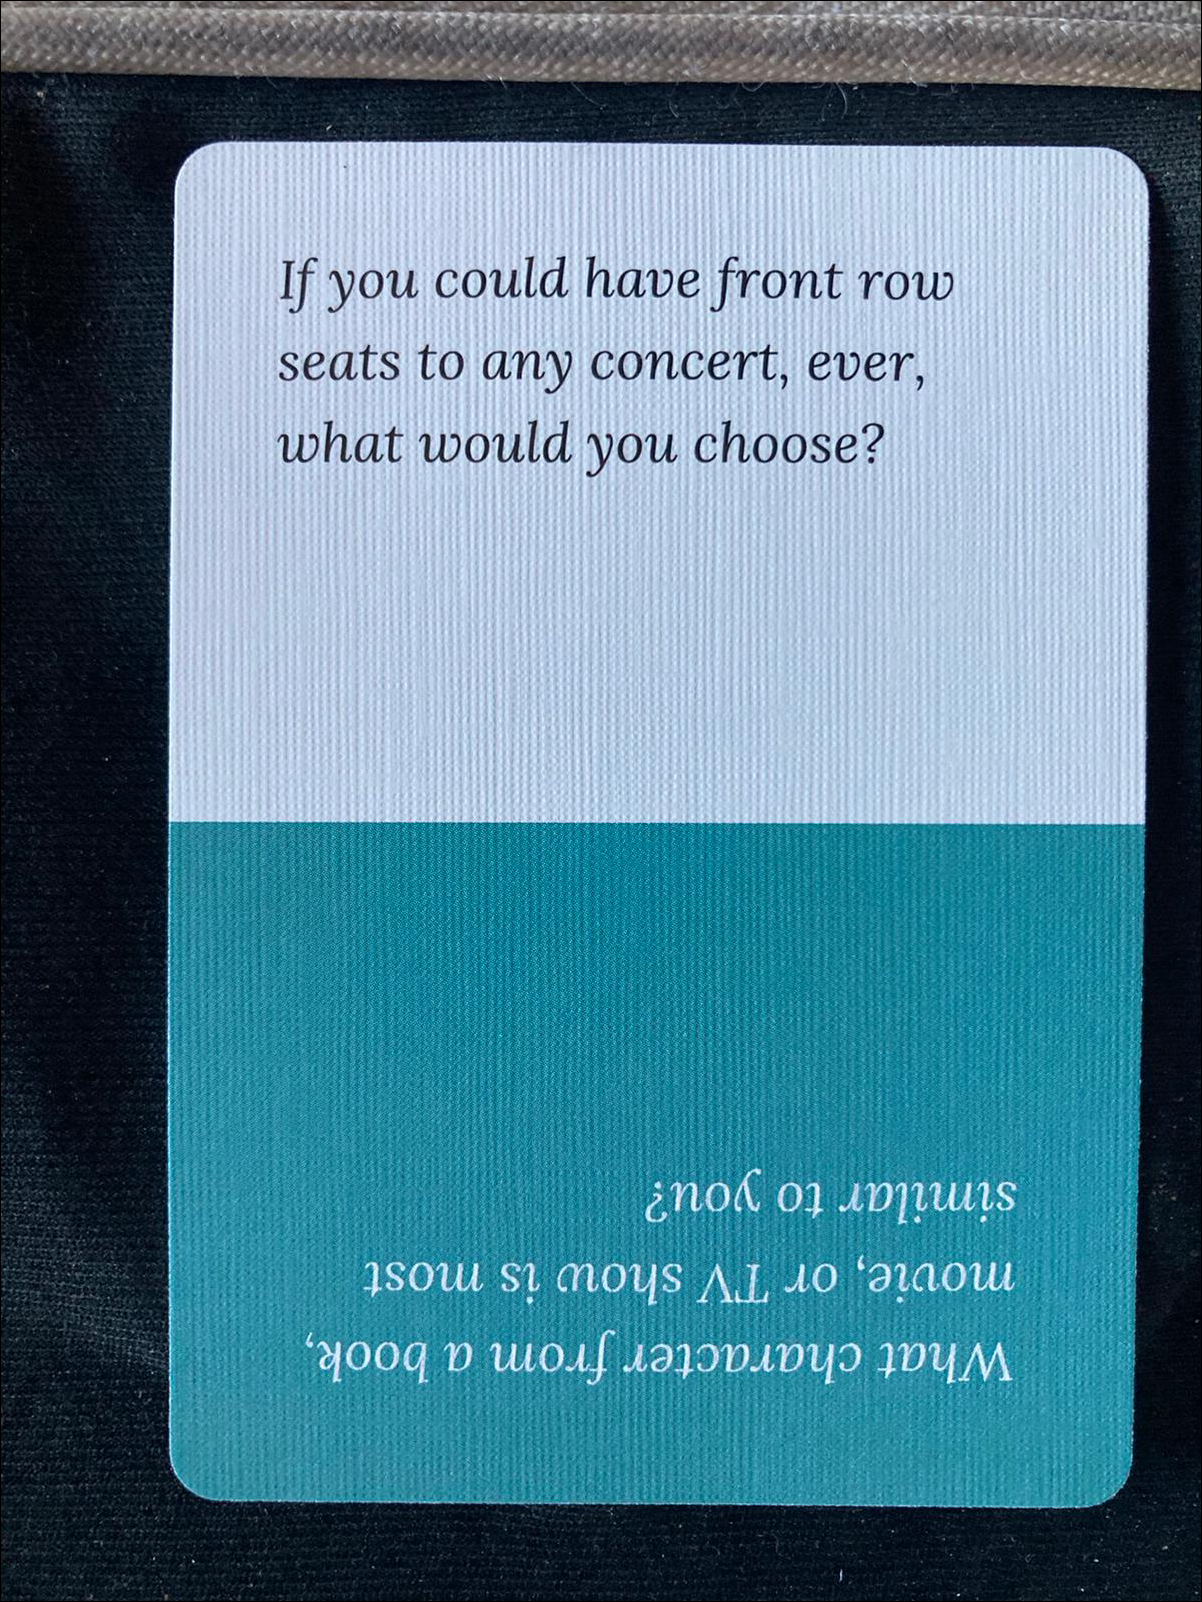 If you could have front row
seats to any concert, ever,
what would you choose?
What character from a book,
movie, or TV show is most
similar to you?